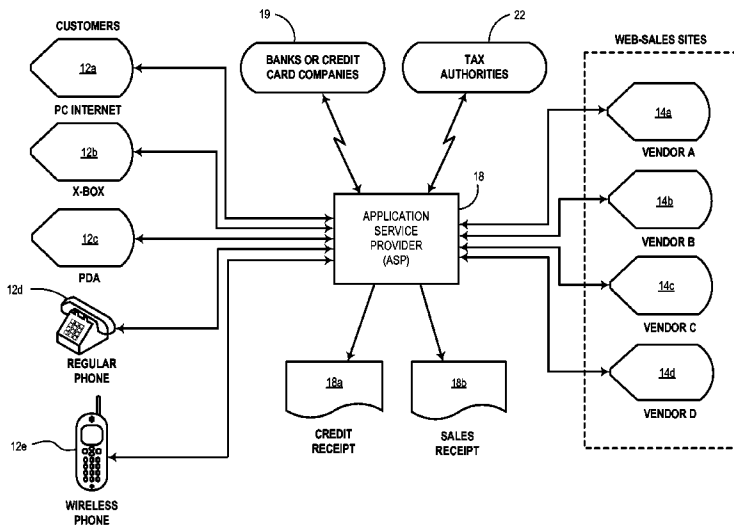 CUSTOMERS
12a
PC INTERNET
12b
X-BOX
12c
PDA
12d
REGULAR
PHONE
12e
WIRELESS
PHONE
19
BANKS OR CREDIT
CARD COMPANIES
22
TAX
AUTHORITIES
18
APPLICATION
SERVICE
PROVIDER
(ASP)
18a
CREDIT
RECEIPT
18b
SALES
RECEIPT
WEB-SALES SITES
14a
VENDOR A
14b
VENDOR B
14c
VENDOR C
14d
VENDOR D